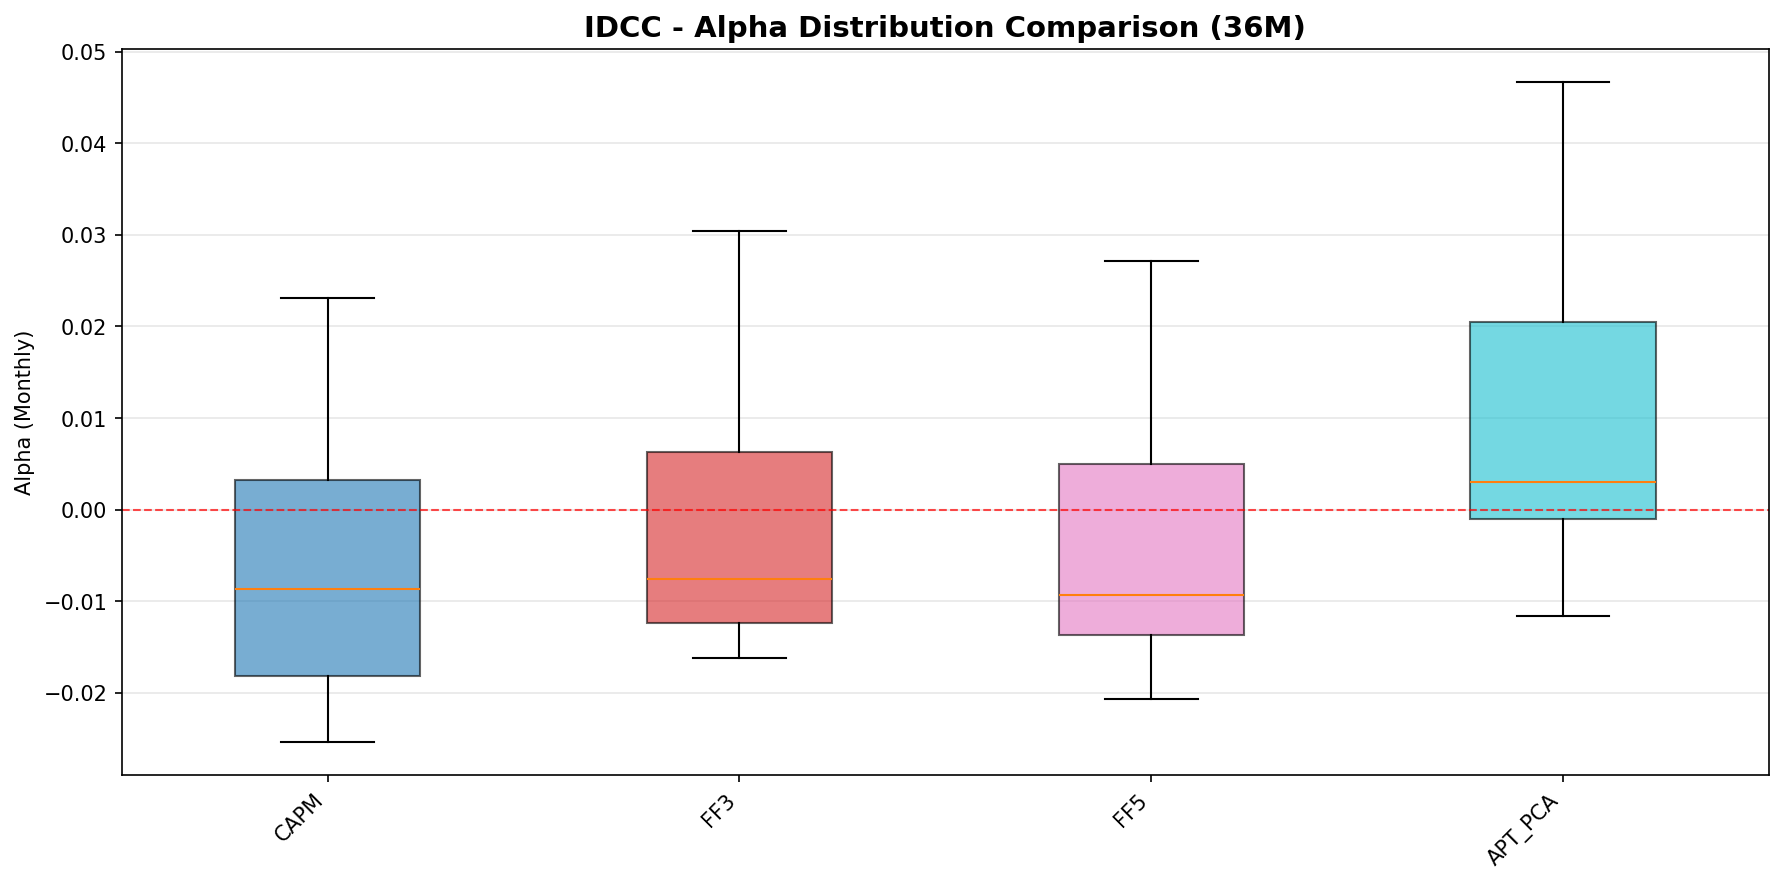 IDCC - Alpha Distribution Comparison (36M)
0.05
0.04
0.03
0.02
0.01
0.00
−0.01
−0.02
Alpha (Monthly)
CAPM
FF3
FF5
APT_PCA